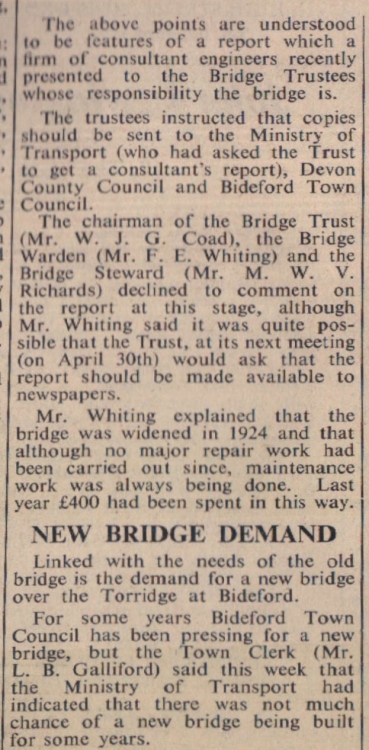 The above points are understood
to be features of a report which a
firm of consultant engineers recently
presented to the Bridge Trustees
whose responsibility the bridge is.
The trustees instructed that copies
should be sent to the Ministry of
Transport (who had asked the Trust
to get a consultant's report), Devon
County Council and Bideford Town
Council.
The chairman of the Bridge Trust
(Mr. W. J. G. Coad), the Bridge
Warden (Mr. F. E. Whiting) and the
Bridge Steward (Mr. M. W. V.
Richards) declined to comment on
the report at this stage, although
Mr. Whiting said it was quite pos-
sible that the Trust, at its next meeting
(on April 30th) would ask that the
report should be made available to
newspapers.
Mr. Whiting explained that the
bridge was widened in 1924 and that
although no major repair work had
been carried out since, maintenance
work was always being done. Last
year £400 had been spent in this way.
NEW BRIDGE DEMAND
Linked with the needs of the old
bridge is the demand for a new bridge
over the Torridge at Bideford.
For some years Bideford Town
Council has been pressing for a new
bridge, but the Town Clerk (Mr.
L. B. Galliford) said this week that
the Ministry of Transport had
indicated that there was not much
chance of a new bridge being built
for some years.